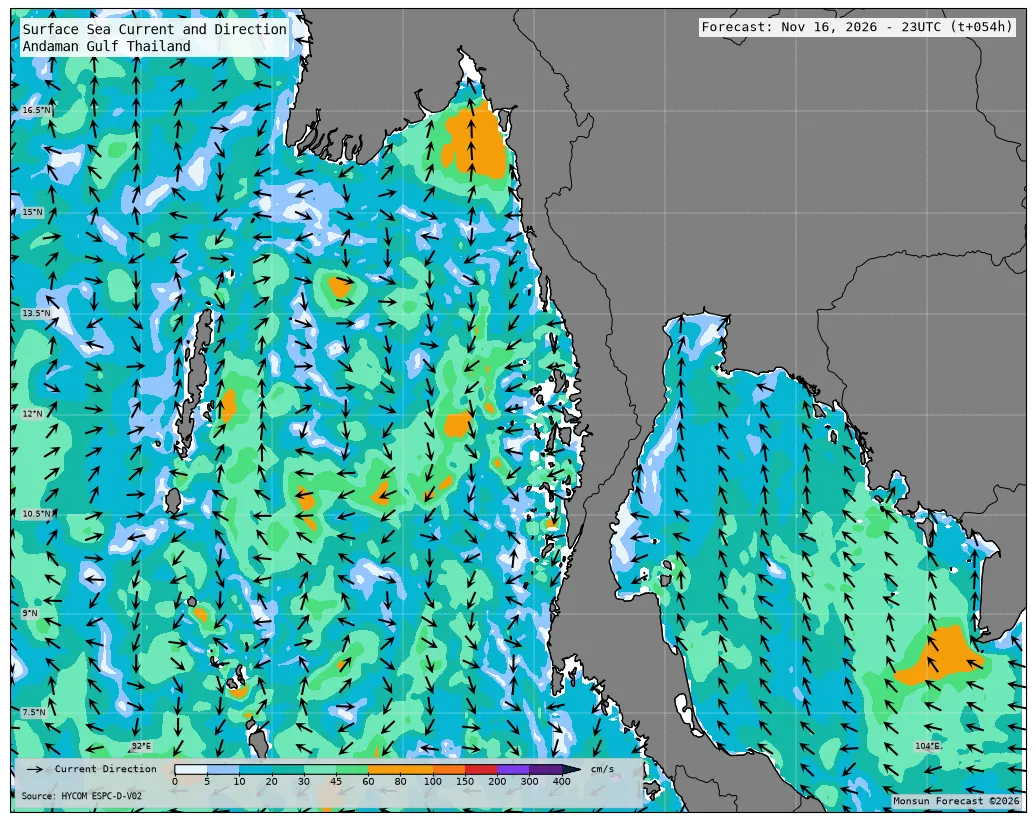 Surface Sea Current and Direction
Andaman Gulf Thailand
Forecast: Nov 16, 2026 - 23UTC (t+054h)
16.5°N
15°N
13.5°N
12°N
10.5°N
9°N
7.5°N
92°E
104°E
Current Direction
0 5 10 20 30 45 60 80 100 150 200 300 400 cm/s
Source: HYCOM ESPC-D-V02
Monsun Forecast ©2026